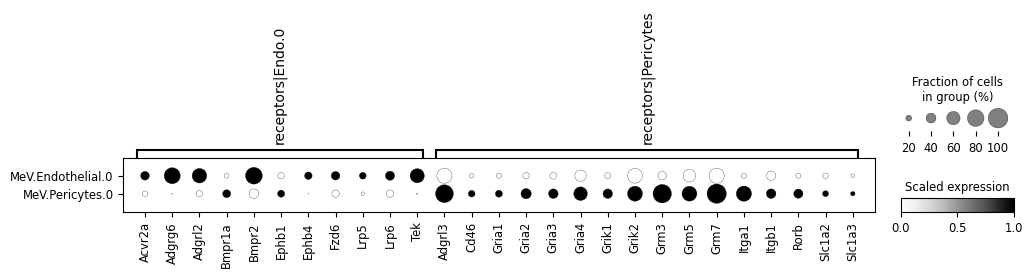 receptors|Endo.0
receptors|Pericytes
Fraction of cells
in group (%)
20 40 60 80 100
MeV.Endothelial.0
MeV.Pericytes.0
Scaled expression
0.0 0.5 1.0
Acvr2a
Adgrg6
Adgrl2
Bmpr1a
Bmpr2
Ephb1
Ephb4
Fzd6
Lrp5
Lrp6
Tek
Adgrl3
Cd46
Gria1
Gria2
Gria3
Gria4
Grik1
Grik2
Grm3
Grm5
Grm7
Itga1
Itgb1
Rorb
Slc1a2
Slc1a3